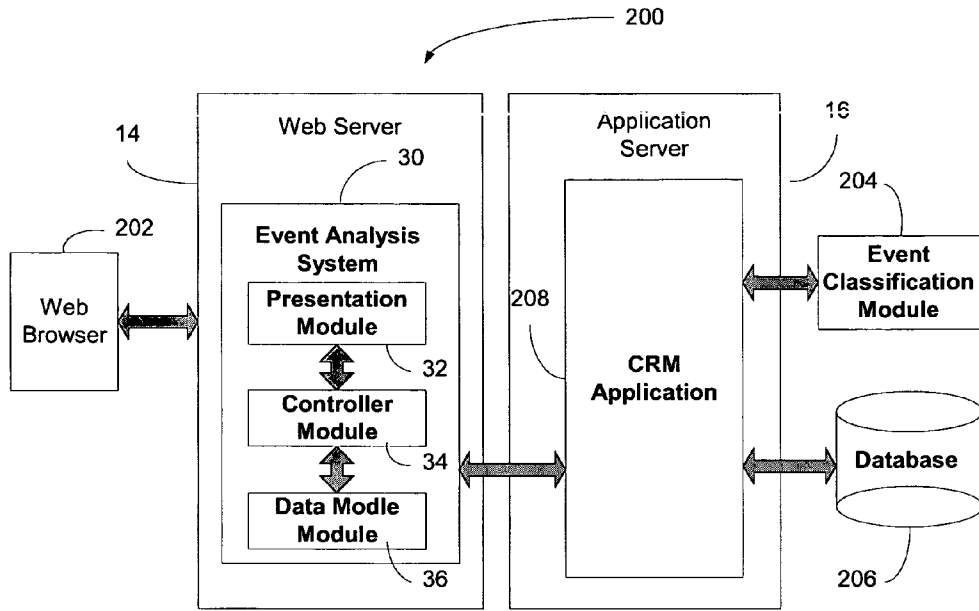 200
14
Web Server
Application
Server
16
30
204
202
Event Analysis
System
Event
Classification
Module
Web
Browser
Presentation
Module
32
208
CRM
Application
Controller
Module
34
Database
Data Modle
Module
36
206